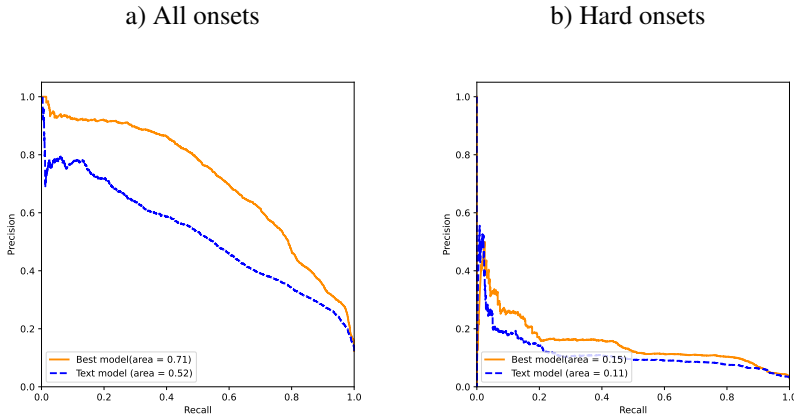 a) All onsets
b) Hard onsets
1.0
0.8
0.6
0.4
0.2
0.0
Precision
0.0 0.2 0.4 0.6 0.8 1.0
Recall
Best model(area = 0.71)
Text model (area = 0.52)
1.0
0.8
0.6
0.4
0.2
0.0
Precision
0.0 0.2 0.4 0.6 0.8 1.0
Recall
Best model(area = 0.15)
Text model (area = 0.11)